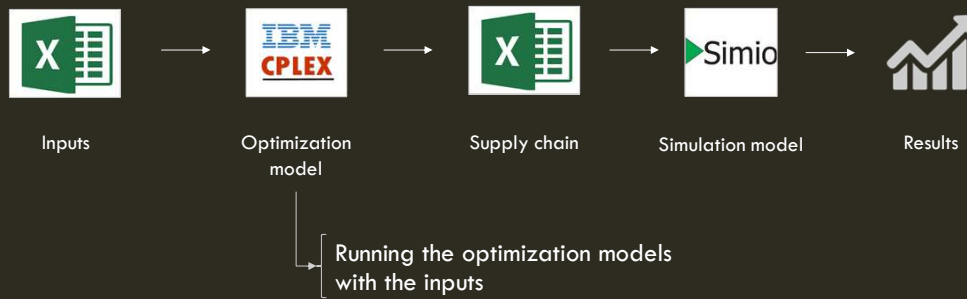 X
IBM
CPLEX
X
Simio
Inputs
Optimization
model
Supply chain
Simulation model
Results
Running the optimization models
with the inputs